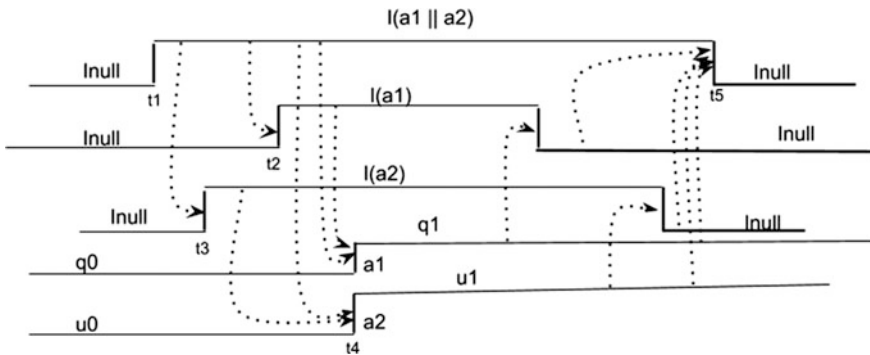 I(a1 || a2)
Inull
Inull
t1
t5
I(a1)
Inull
Inull
t2
I(a2)
Inull
Inull
t3
q1
q0
a1
u1
u0
a2
t4